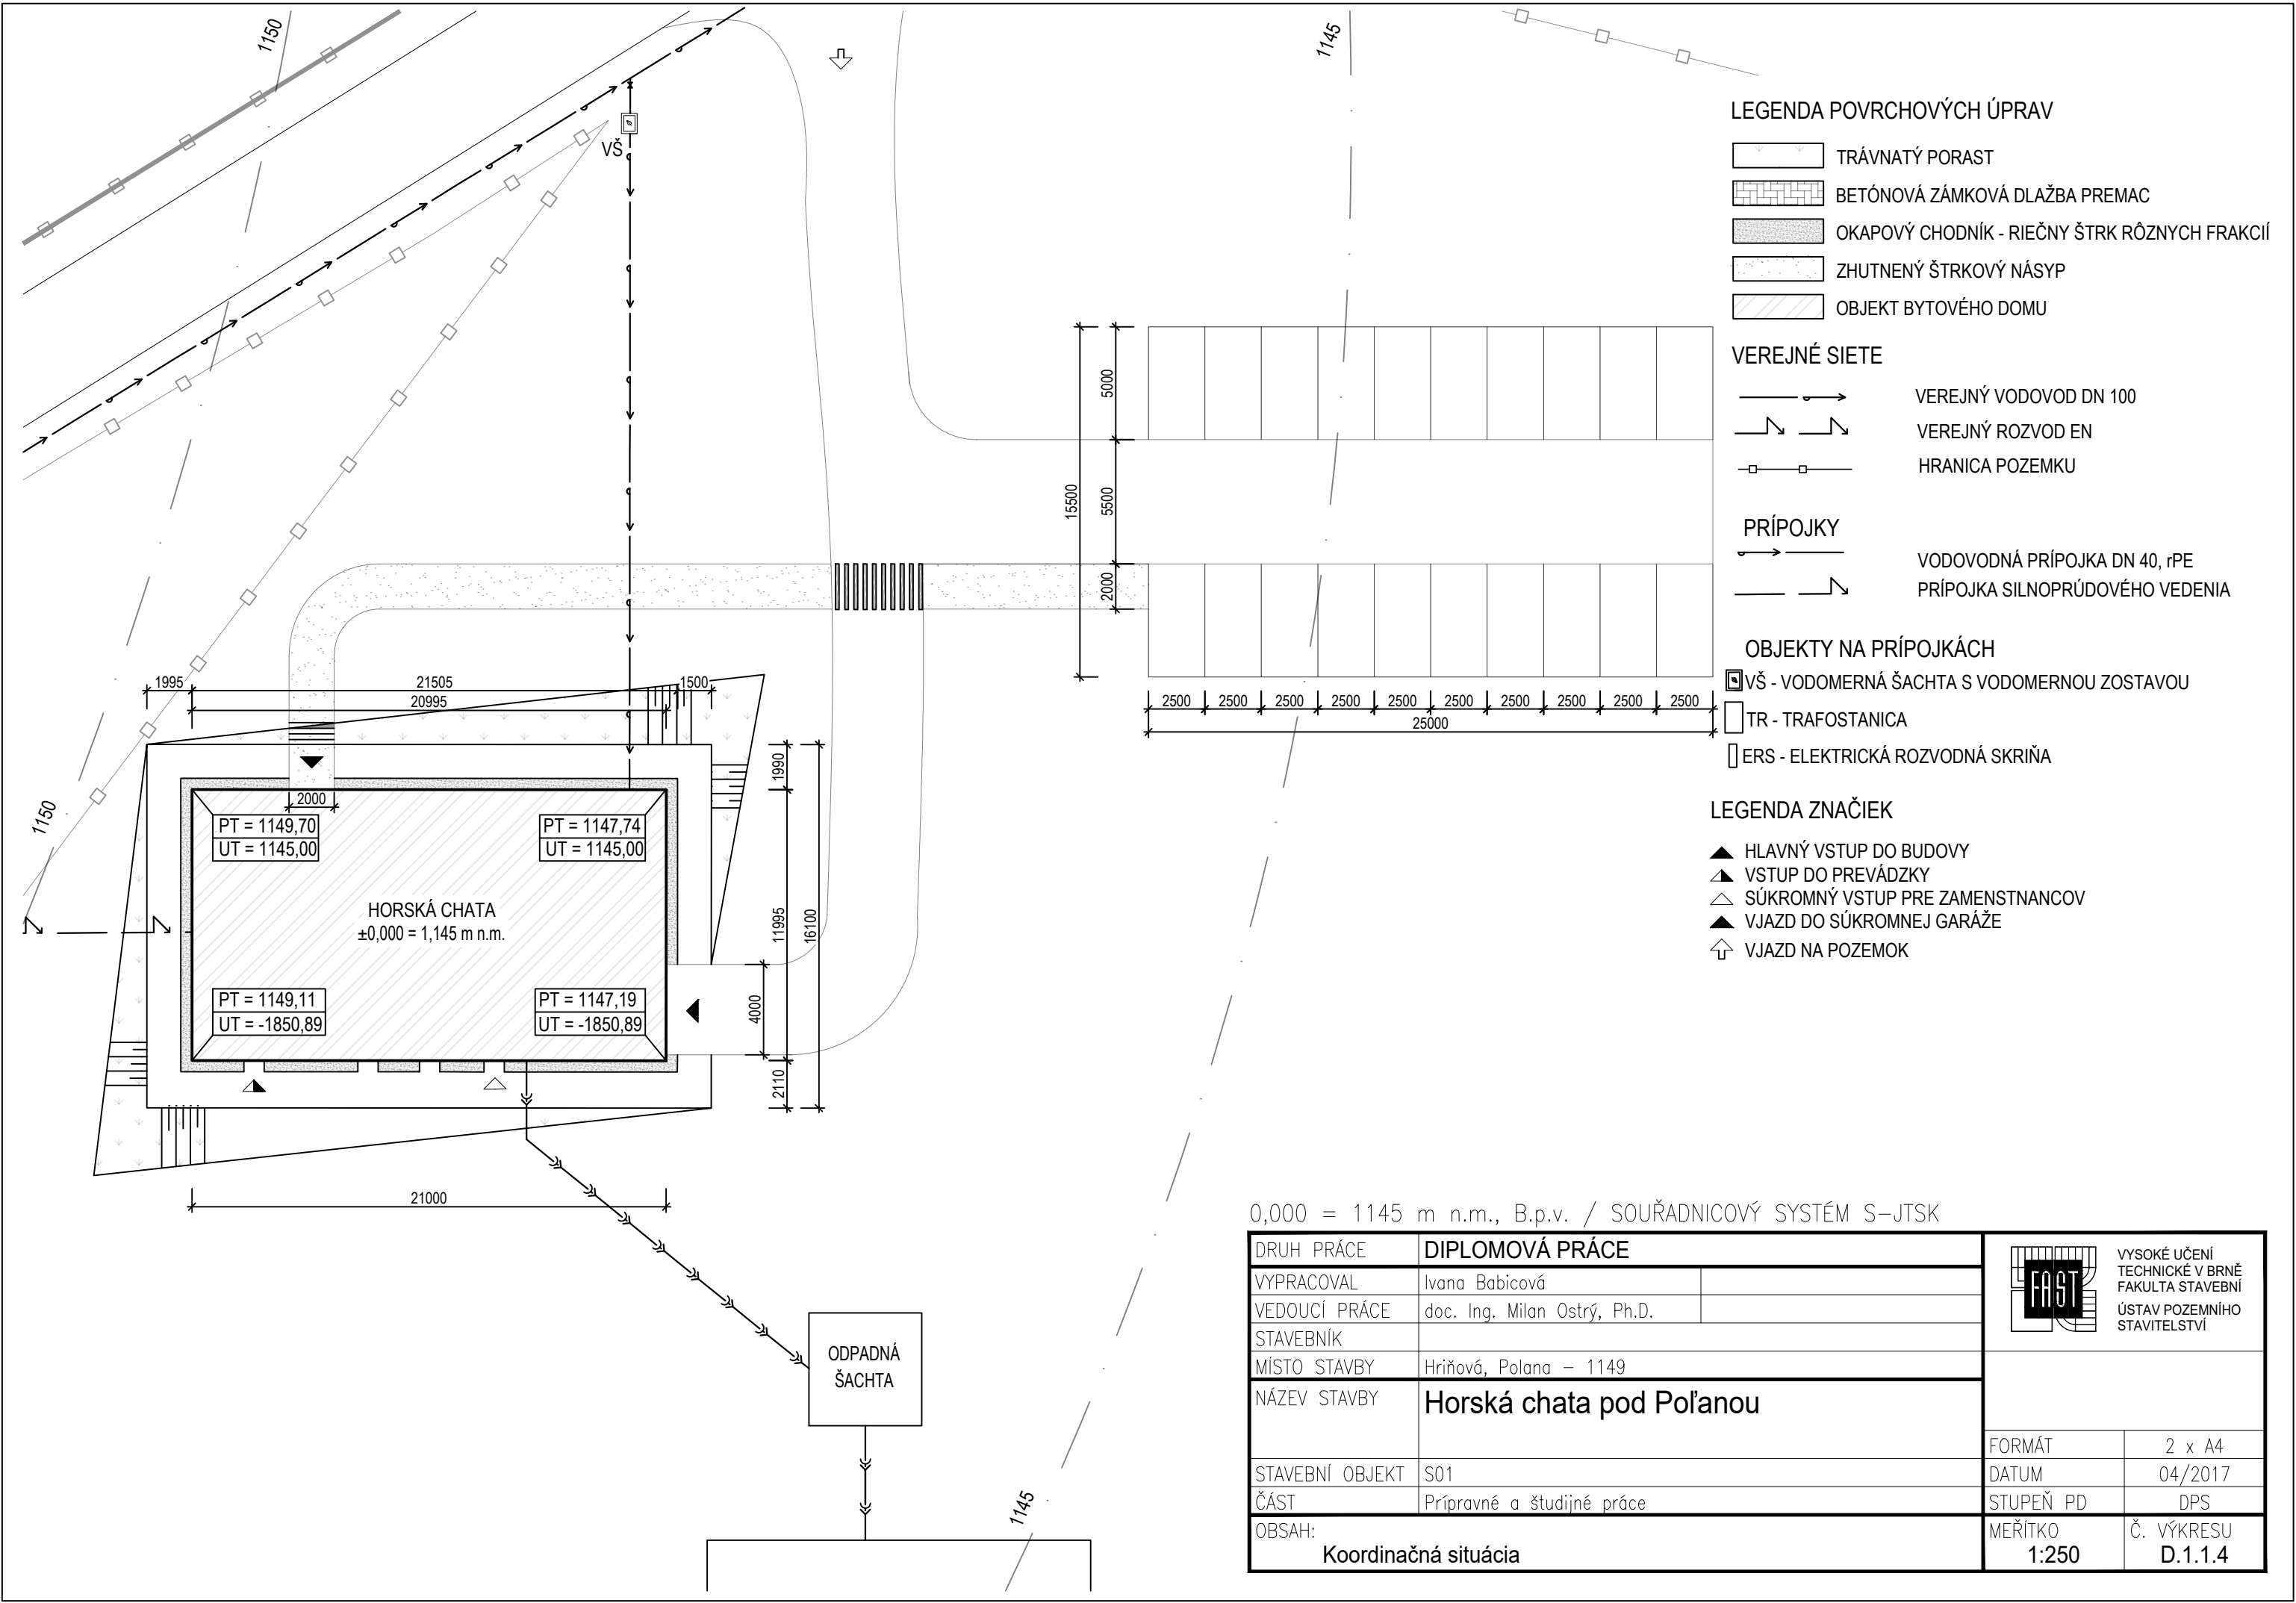 1150
1145
VŠ
LEGENDA POVRCHOVÝCH ÚPRAV
TRÁVNATÝ PORAST
BETÓNOVÁ ZÁMKOVÁ DLAŽBA PREMAC
OKAPOVÝ CHODNÍK - RIEČNY ŠTRK RÔZNYCH FRAKCIÍ
ZHUTNENÝ ŠTRKOVÝ NÁSYP
OBJEKT BYTOVÉHO DOMU
VEREJNÉ SIETE
VEREJNÝ VODOVOD DN 100
VEREJNÝ ROZVOD EN
HRANICA POZEMKU
PRÍPOJKY
VODOVODNÁ PRÍPOJKA DN 40, rPE
PRÍPOJKA SILNOPRÚDOVÉHO VEDENIA
OBJEKTY NA PRÍPOJKÁCH
VŠ - VODOMERNÁ ŠACHTA S VODOMERNOU ZOSTAVOU
TR - TRAFOSTANICA
ERS - ELEKTRICKÁ ROZVODNÁ SKRIŇA
LEGENDA ZNAČIEK
HLAVNÝ VSTUP DO BUDOVY
VSTUP DO PREVÁDZKY
SÚKROMNÝ VSTUP PRE ZAMENSTNANCOV
VJAZD DO SÚKROMNEJ GARÁŽE
VJAZD NA POZEMOK
15500
5000
5500
2000
2500 2500 2500 2500 2500 2500 2500 2500 2500 2500
25000
1995 21505 1500
20995
2000
1990
11995
16100
4000
2110
1150
PT = 1149,70
UT = 1145,00
PT = 1147,74
UT = 1145,00
HORSKÁ CHATA
±0,000 = 1,145 m n.m.
PT = 1149,11
UT = -1850,89
PT = 1147,19
UT = -1850,89
21000
ODPADNÁ
ŠACHTA
1145
0,000 = 1145 m n.m., B.p.v. / SOUŘADNICOVÝ SYSTÉM S-JTSK
DRUH PRÁCE DIPLOMOVÁ PRÁCE
VYPRACOVAL Ivana Babicová
VEDOUCÍ PRÁCE doc. Ing. Milan Ostrý, Ph.D.
STAVEBNÍK
MÍSTO STAVBY Hriňová, Polana - 1149
NÁZEV STAVBY Horská chata pod Poľanou
STAVEBNÍ OBJEKT S01
ČÁST Prípravné a študijné práce
OBSAH:
Koordinačná situácia
FAST
VYSOKÉ UČENÍ
TECHNICKÉ V BRNĚ
FAKULTA STAVEBNÍ
ÚSTAV POZEMNÍHO
STAVITELSTVÍ
FORMÁT 2 x A4
DATUM 04/2017
STUPEŇ PD DPS
MEŘÍTKO 1:250
Č. VÝKRESU D.1.1.4